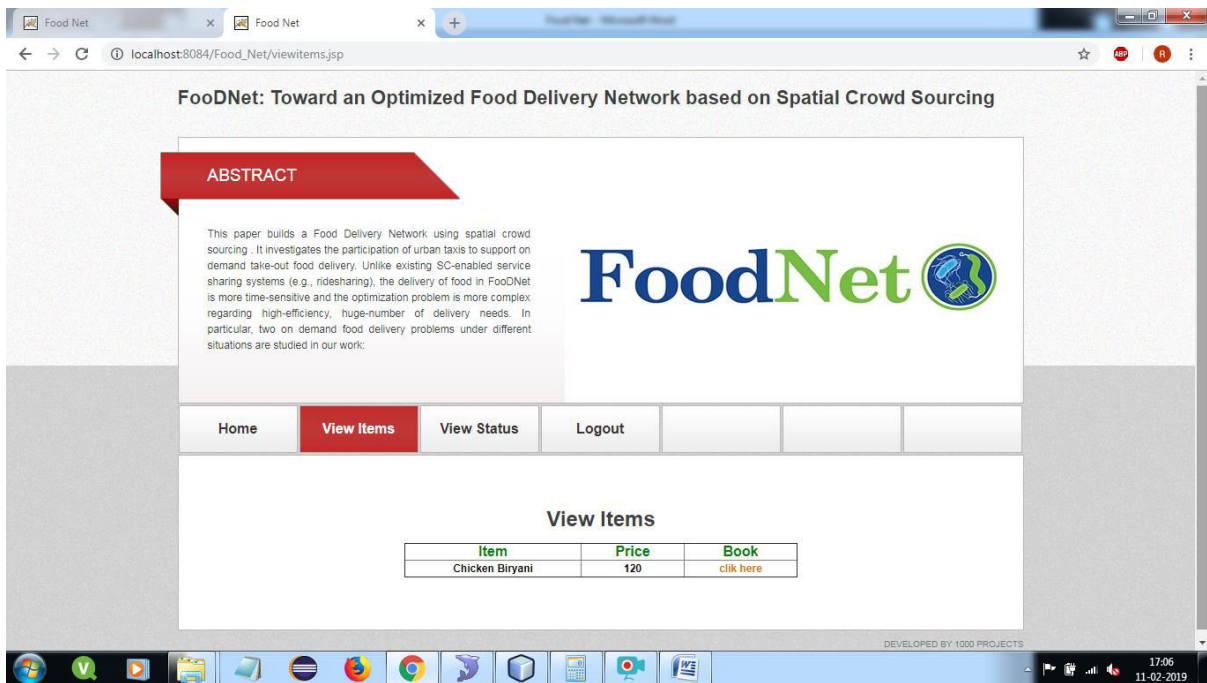 Food Net
Food Net
localhost:8084/Food_Net/viewitems.jsp
ABP
R
FooDNet: Toward an Optimized Food Delivery Network based on Spatial Crowd Sourcing
ABSTRACT
This paper builds a Food Delivery Network using spatial crowd
sourcing . It investigates the participation of urban taxis to support on
demand take-out food delivery. Unlike existing SC-enabled service
sharing systems (e.g., ridesharing), the delivery of food in FooDNet
is more time-sensitive and the optimization problem is more complex
regarding high-efficiency, huge-number of delivery needs. In
particular, two on demand food delivery problems under different
situations are studied in our work:
FoodNet
Home View Items View Status Logout
View Items
Item Price Book
Chicken Biryani 120 clik here
DEVELOPED BY 1000 PROJECTS
17:06
11-02-2019